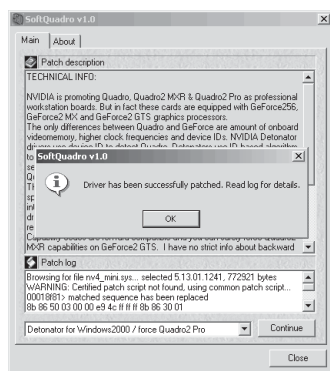 SoftQuadro v1.0
Main
About
Patch description
TECHNICAL INFO:
NVIDIA is promoting Quadro, Quadro2 MXR & Quadro2 Pro as professional
workstation boards. But in fact these cards are equipped with GeForce256,
GeForce2 MX and GeForce2 GTS graphics processors.
The only differences between Quadro and GeForce are amount of onboard
videomemory, higher clock frequencies and device IDs. NVIDIA Detonator
SoftQuadro v1.0
Driver has been successfully patched. Read log for details.
OK
MXR capabilities on GeForce2 GTS. I have no strict info about backward
Patch log
Browsing for file nv4_mini.sys... selected 5.13.01.1241, 772921 bytes
WARNING: Certified patch script not found, using common patch script...
00018f81> matched sequence has been replaced
8b 86 50 03 00 00 e9 4c ff ff ff 8b 86 30 01
Detonator for Windows2000 / force Quadro2 Pro
Continue
Close